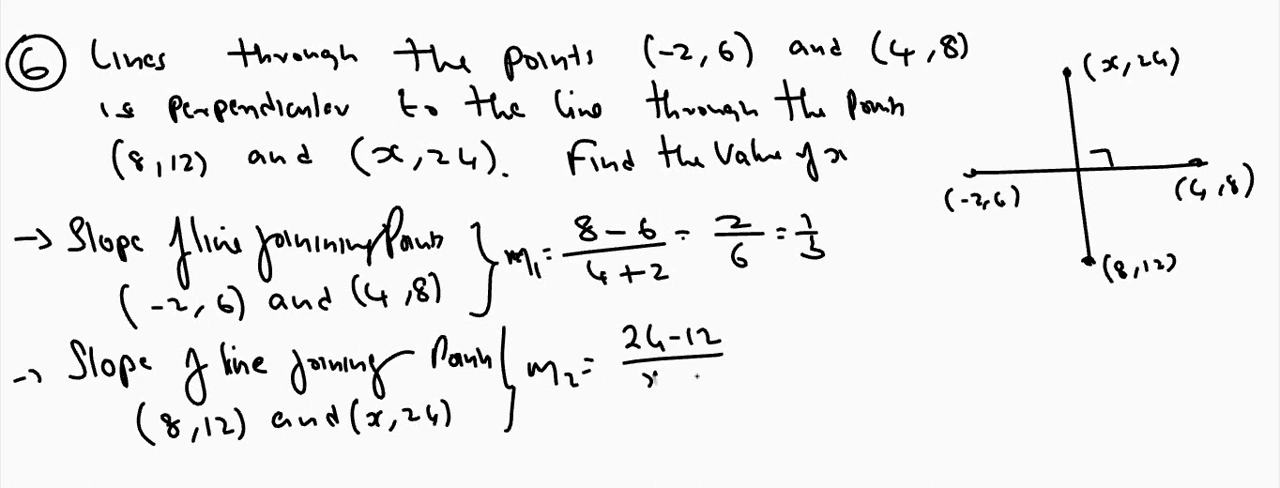 6 Lines through the points (-2,6) and (4,8)
is perpendicular to the line through the points
(8,12) and (x,24). Find the value of x
→ Slope of line joining Points (-2,6) and (4,8) } m₁ = 8-6/4+2 = 2/6 = 1/3
→ Slope of line joining Points (8,12) and (x,24) } m₂ = 24-12/x
(x,24)
(-2,6)
(4,8)
(8,12)